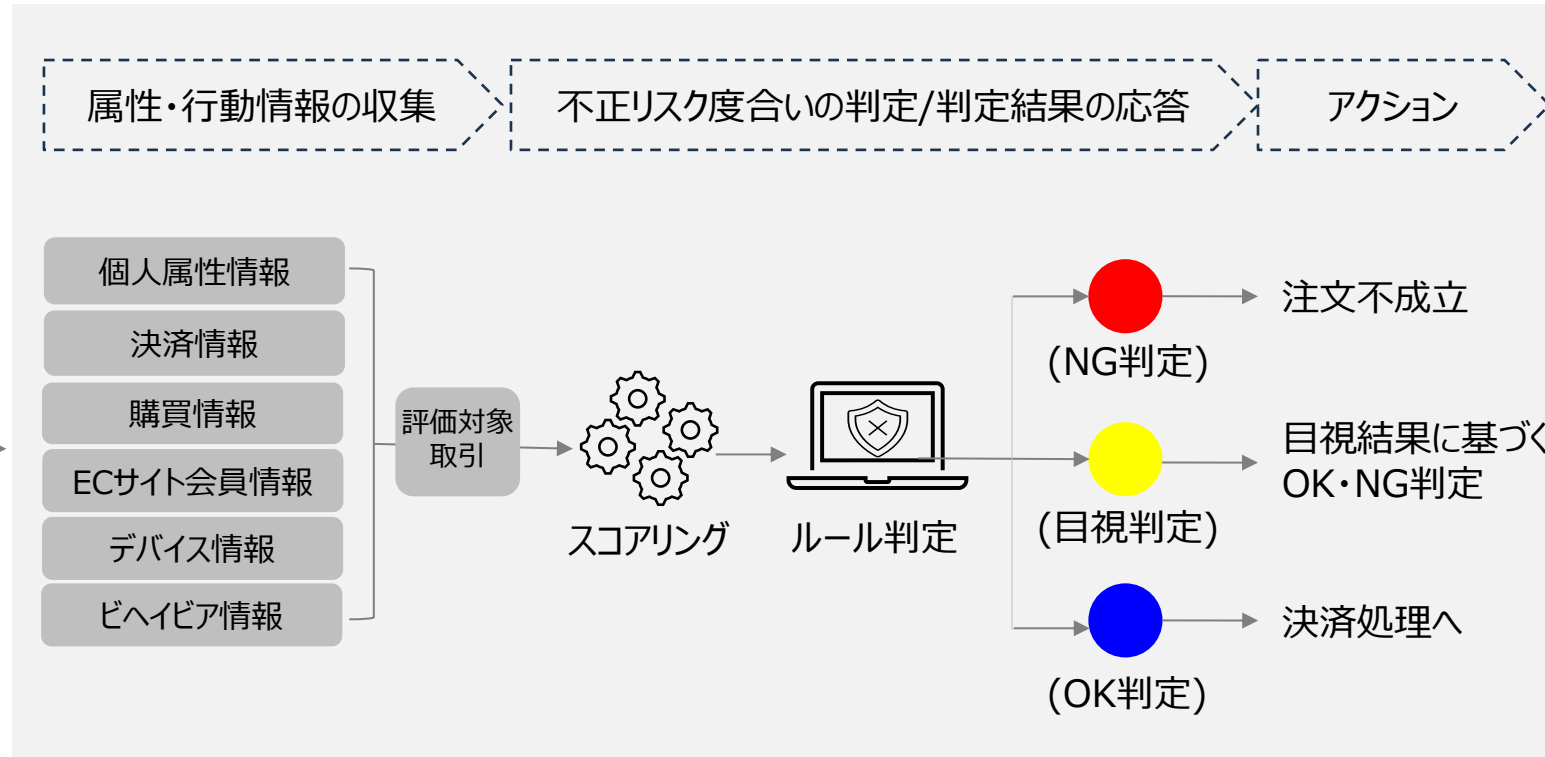 属性・行動情報の収集
不正リスク度合いの判定/判定結果の応答
アクション
個人属性情報
決済情報
購買情報
ECサイト会員情報
デバイス情報
ビヘイビア情報
評価対象
取引
スコアリング
ルール判定
(NG判定)
注文不成立
(目視判定)
目視結果に基づく
OK・NG判定
(OK判定)
決済処理へ